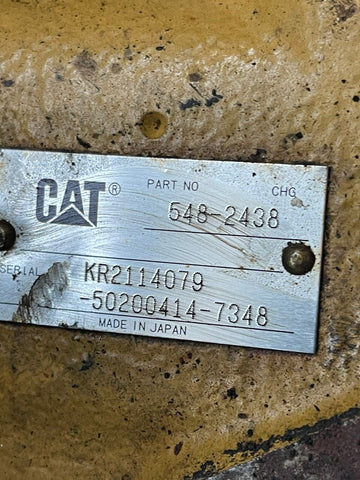 CAT® PART NO CHG
548-2438
SERIAL KR2114079
-50200414-7348
MADE IN JAPAN